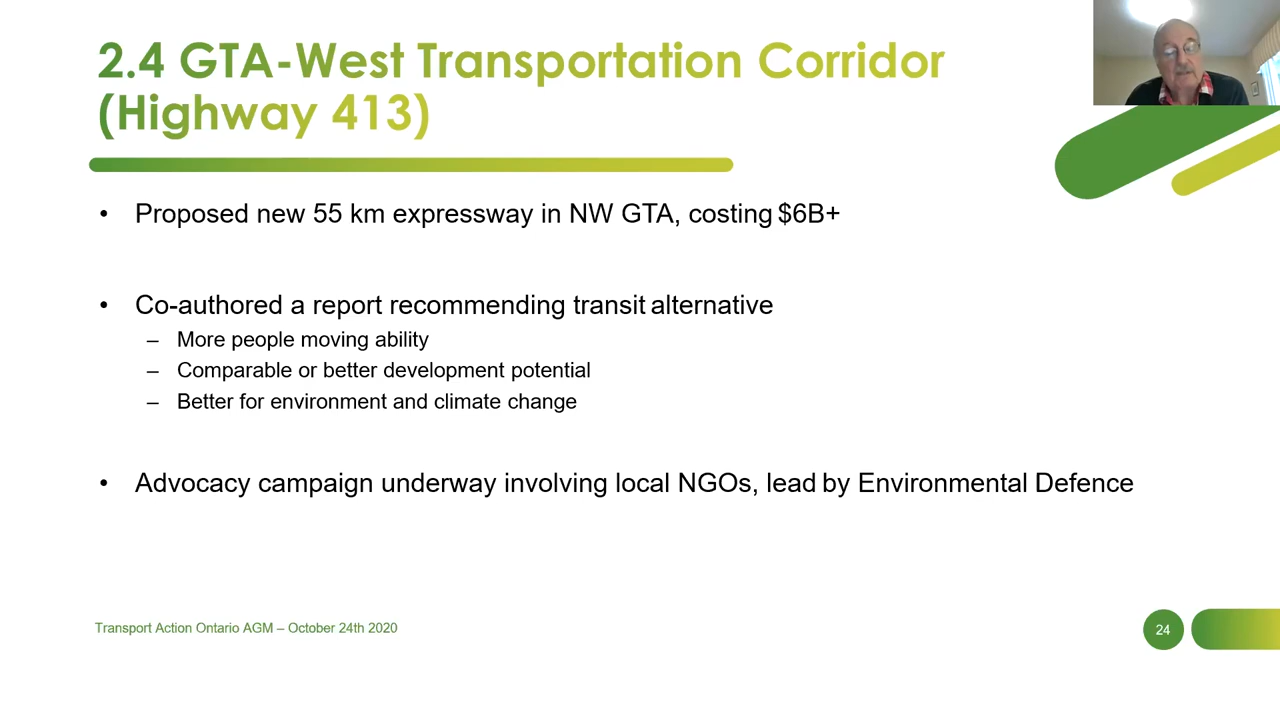 2.4 GTA-West Transportation Corridor
(Highway 413)
• Proposed new 55 km expressway in NW GTA, costing $6B+
• Co-authored a report recommending transit alternative
– More people moving ability
– Comparable or better development potential
– Better for environment and climate change
• Advocacy campaign underway involving local NGOs, lead by Environmental Defence
Transport Action Ontario AGM – October 24th 2020
24